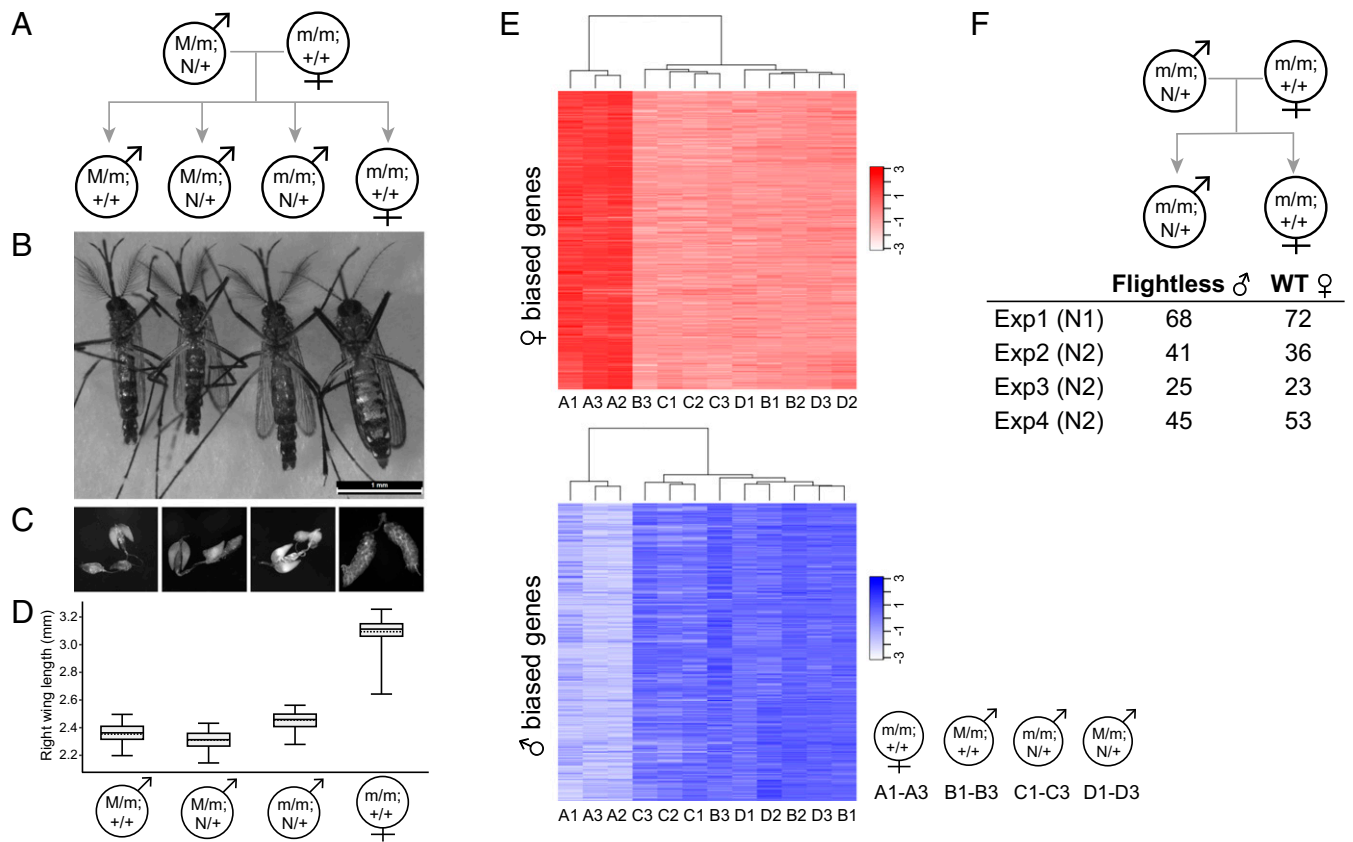 A
M/m;
N/+
m/m;
+/+
M/m;
+/+
M/m;
N/+
m/m;
N/+
m/m;
+/+
B
1 mm
C
D
Right wing length (mm)
3.2
3.0
2.8
2.6
2.4
2.2
M/m;
+/+
M/m;
N/+
m/m;
N/+
m/m;
+/+
E
♀ biased genes
3
1
-1
-3
A1 A3 A2 B3 C1 C2 C3 D1 B1 B2 D3 D2
♂ biased genes
3
1
-1
-3
A1 A3 A2 C3 C2 C1 B3 D1 D2 B2 D3 B1
m/m;
+/+
M/m;
+/+
m/m;
N/+
M/m;
N/+
A1-A3 B1-B3 C1-C3 D1-D3
F
m/m;
N/+
m/m;
+/+
m/m;
N/+
m/m;
+/+
Flightless ♂ WT ♀
Exp1 (N1) 68 72
Exp2 (N2) 41 36
Exp3 (N2) 25 23
Exp4 (N2) 45 53